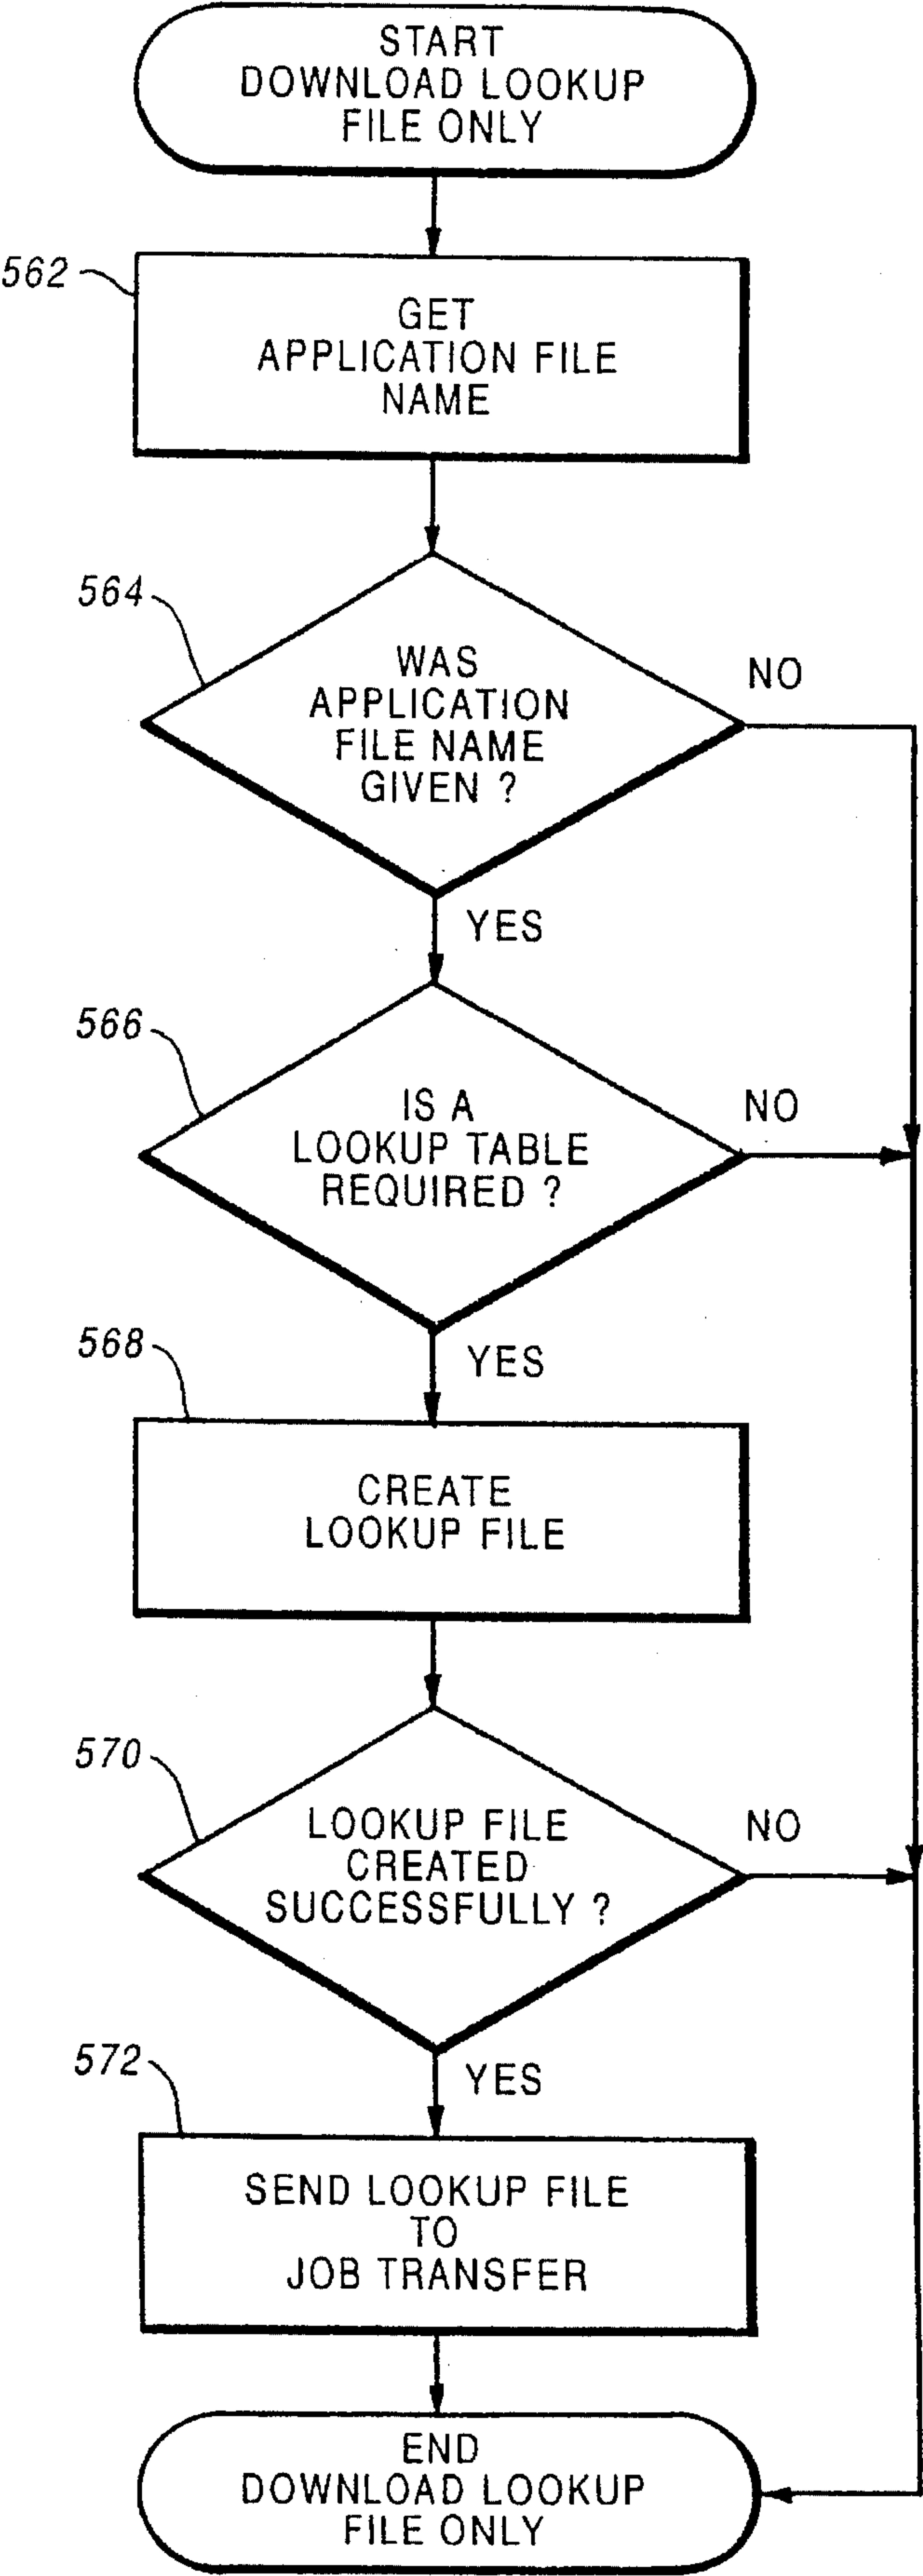 START
DOWNLOAD LOOKUP
FILE ONLY
562
GET
APPLICATION FILE
NAME
564
WAS
APPLICATION
FILE NAME
GIVEN ?
NO
YES
566
IS A
LOOKUP TABLE
REQUIRED ?
NO
YES
568
CREATE
LOOKUP FILE
570
LOOKUP FILE
CREATED
SUCCESSFULLY ?
NO
YES
572
SEND LOOKUP FILE
TO
JOB TRANSFER
END
DOWNLOAD LOOKUP
FILE ONLY